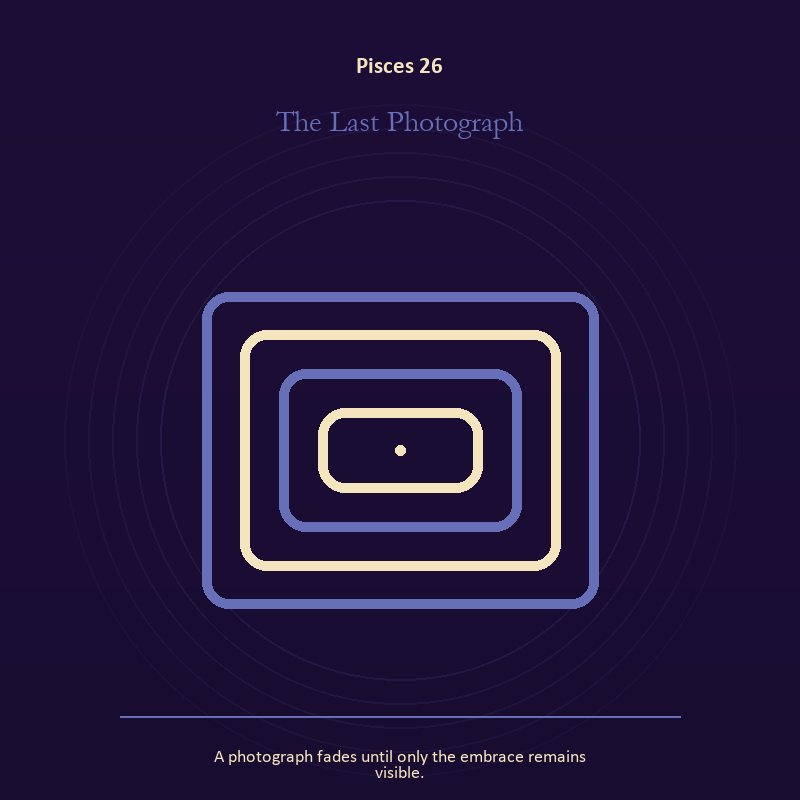 Pisces 26
The Last Photograph
A photograph fades until only the embrace remains
visible.